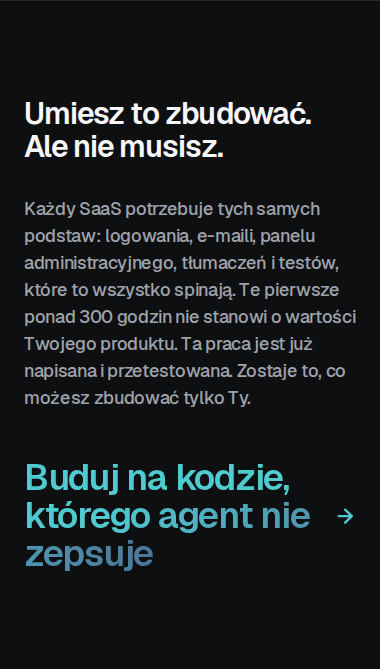 Umiesz to zbudować.
Ale nie musisz.
Każdy SaaS potrzebuje tych samych
podstaw: logowania, e-maili, panelu
administracyjnego, tłumaczeń i testów,
które to wszystko spinają. Te pierwsze
ponad 300 godzin nie stanowi o wartości
Twojego produktu. Ta praca jest już
napisana i przetestowana. Zostaje to, co
możesz zbudować tylko Ty.
Buduj na kodzie,
którego agent nie →
zepsuje